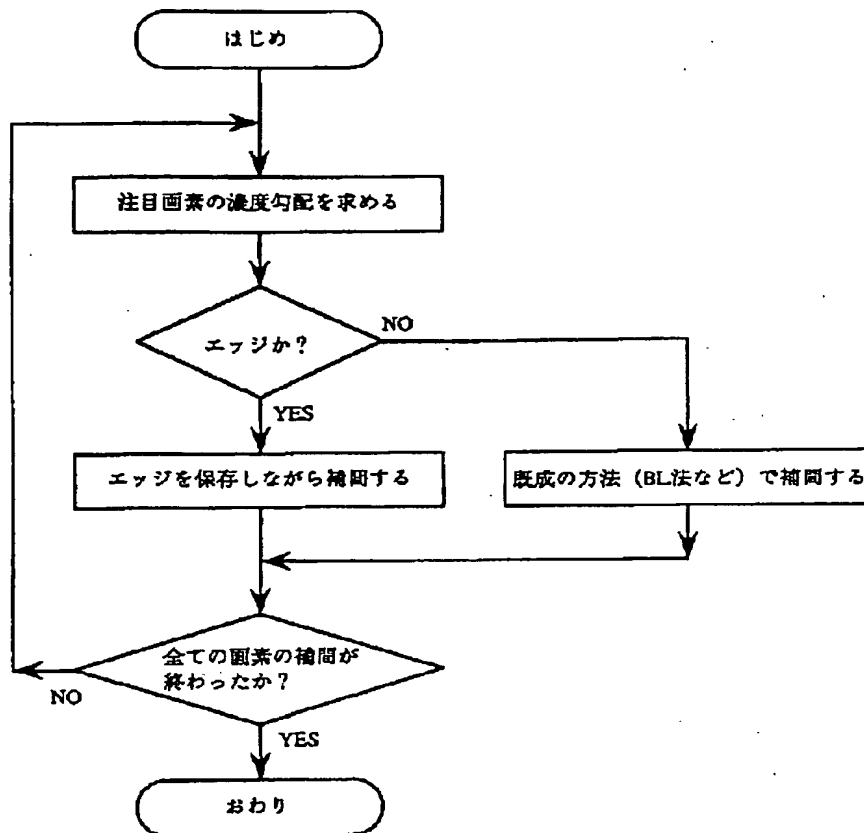 はじめ
注目画素の濃度勾配を求める
エッジか?
NO
YES
エッジを保存しながら補間する
既成の方法(BL法など)で補間する
全ての画素の補間が
終わったか?
NO
YES
おわり